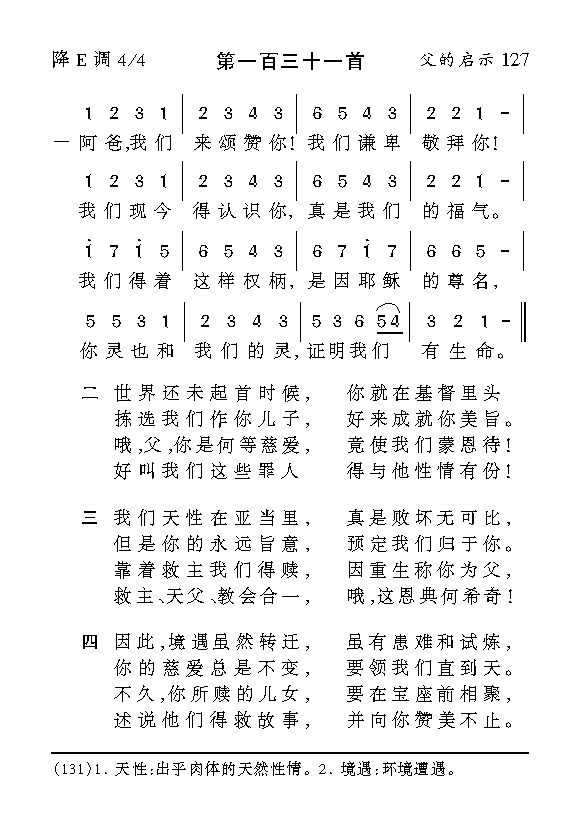 降E调4/4 第一百三十一首 父的启示 127
1 2 3 1 | 2 3 4 3 | 6 5 4 3 | 2 2 1 - |
一 阿爸,我们 来颂赞你! 我们谦卑 敬拜你!
1 2 3 1 | 2 3 4 3 | 6 5 4 3 | 2 2 1 - |
我们现今 得认识你, 真是我们 的福气。
1̇ 7 1̇ 5 | 6 5 4 3 | 6 7 1̇ 7 | 6 6 5 - |
我们得着 这样权柄, 是因耶稣 的尊名,
5 5 3 1 | 2 3 4 3 | 5 3 6 5 4 | 3 2 1 - ‖
你灵也和 我们的灵, 证明我们 有生命。
二 世界还未起首时候, 你就在基督里头
拣选我们作你儿子, 好来成就你美旨。
哦,父,你是何等慈爱, 竟使我们蒙恩待!
好叫我们这些罪人 得与他性情有份!
三 我们天性在亚当里, 真是败坏无可比,
但是你的永远旨意, 预定我们归于你。
靠着救主我们得赎, 因重生称你为父,
救主、天父、教会合一, 哦,这恩典何希奇!
四 因此,境遇虽然转迁, 虽有患难和试炼,
你的慈爱总是不变, 要领我们直到天。
不久,你所赎的儿女, 要在宝座前相聚,
述说他们得救故事, 并向你赞美不止。
(131)1. 天性:出乎肉体的天然性情。2. 境遇:环境遭遇。